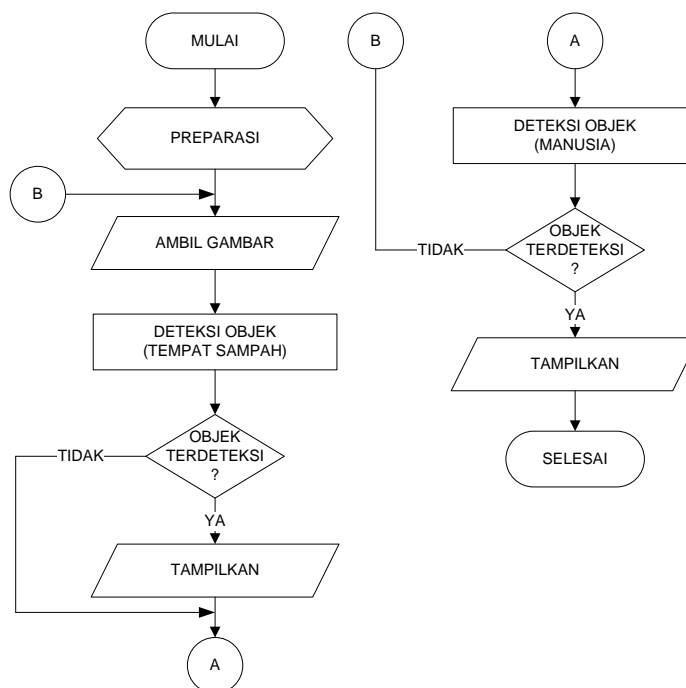 MULAI
PREPARASI
B
AMBIL GAMBAR
DETEKSI OBJEK
(TEMPAT SAMPAH)
OBJEK
TERDETEKSI
?
TIDAK
YA
TAMPILKAN
A
B
A
DETEKSI OBJEK
(MANUSIA)
OBJEK
TERDETEKSI
?
TIDAK
YA
TAMPILKAN
SELESAI